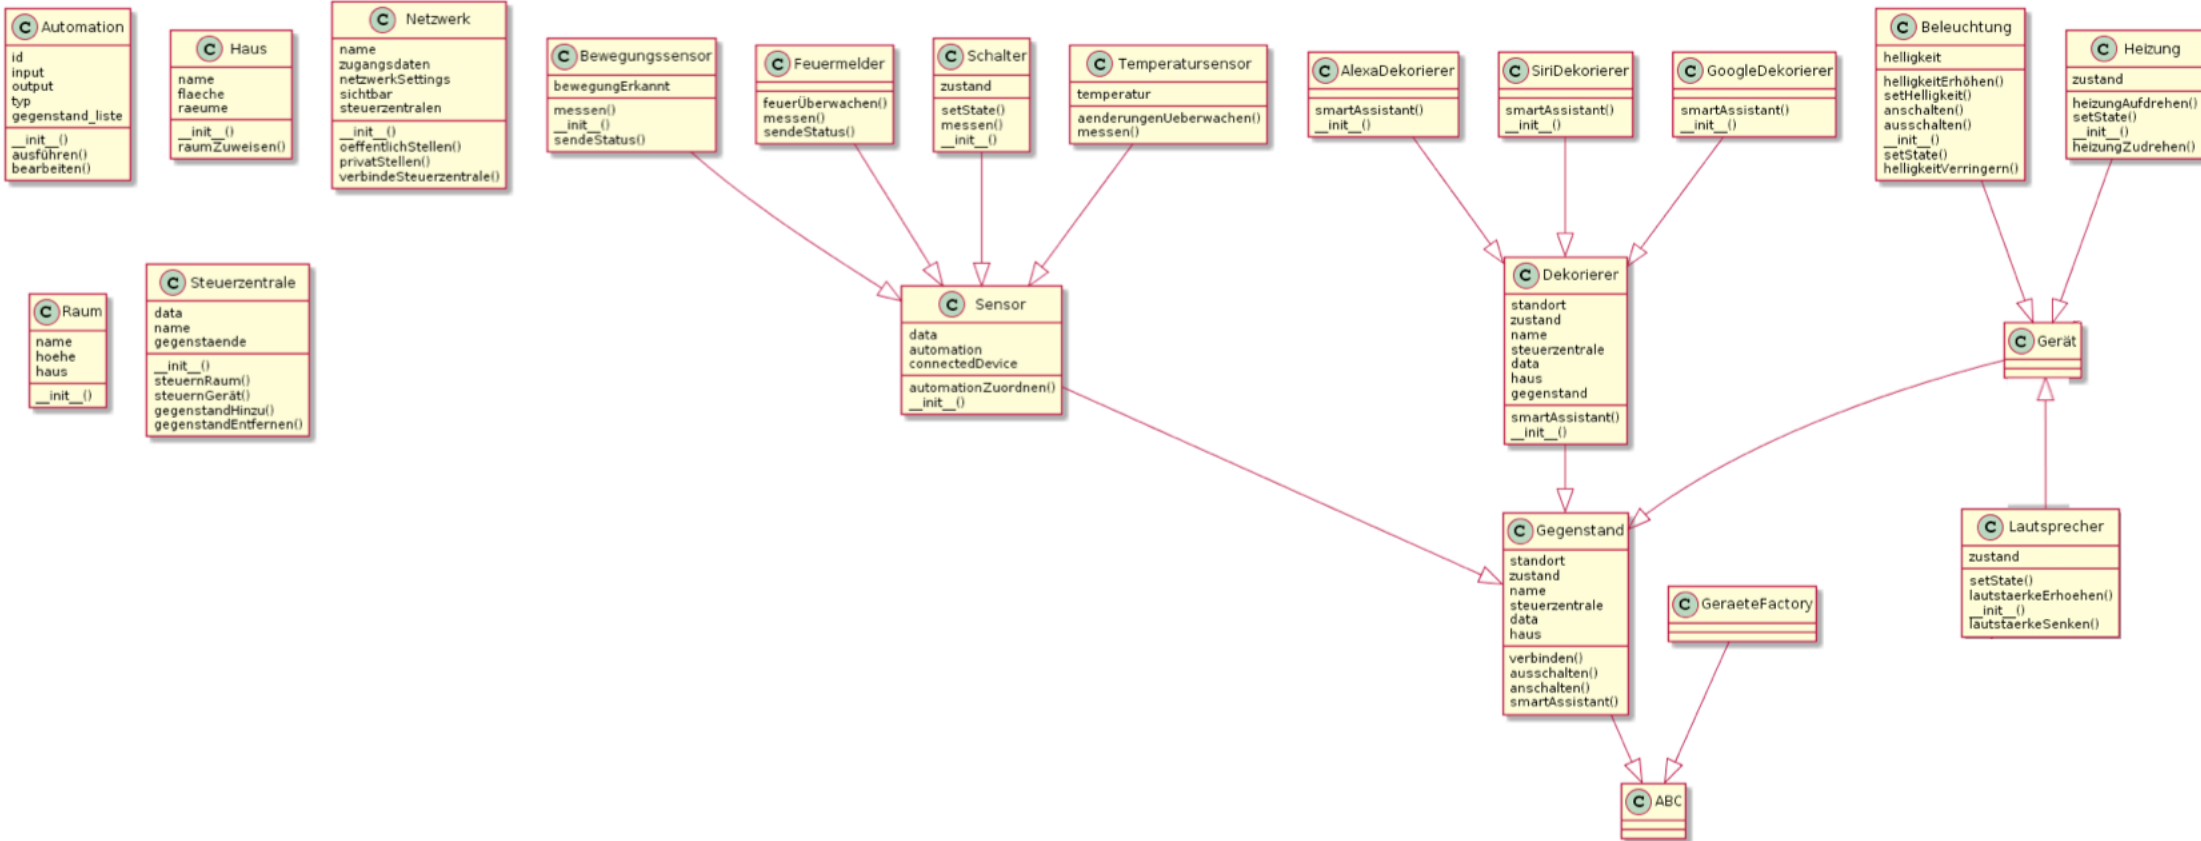 C Automation
id
input
output
typ
gegenstand_liste
__init__()
ausführen()
bearbeiten()
C Haus
name
flaeche
raeume
__init__()
raumZuweisen()
C Netzwerk
name
zugangsdaten
netzwerkSettings
sichtbar
steuerzentralen
__init__()
oeffentlichStellen()
privatStellen()
verbindeSteuerzentrale()
C Bewegungssensor
bewegungErkannt
messen()
__init__()
sendeStatus()
C Feuermelder
feuerÜberwachen()
messen()
sendeStatus()
C Schalter
zustand
setState()
messen()
__init__()
C Temperatursensor
temperatur
aenderungenUeberwachen()
messen()
C AlexaDekorierer
smartAssistant()
__init__()
C SiriDekorierer
smartAssistant()
__init__()
C GoogleDekorierer
smartAssistant()
__init__()
C Beleuchtung
helligkeit
helligkeitErhöhen()
setHelligkeit()
anschalten()
ausschalten()
__init__()
setState()
helligkeitVerringern()
C Heizung
zustand
heizungAufdrehen()
setState()
__init__()
heizungZudrehen()
C Raum
name
hoehe
haus
__init__()
C Steuerzentrale
data
name
gegenstaende
__init__()
steuernRaum()
steuernGerät()
gegenstandHinzu()
gegenstandEntfernen()
C Sensor
data
automation
connectedDevice
automationZuordnen()
__init__()
C Dekorierer
standort
zustand
name
steuerzentrale
data
haus
gegenstand
smartAssistant()
__init__()
C Gerät
C Gegenstand
standort
zustand
name
steuerzentrale
data
haus
verbinden()
ausschalten()
anschalten()
smartAssistant()
C GeraeteFactory
C Lautsprecher
zustand
setState()
lautstaerkeErhoehen()
__init__()
lautstaerkeSenken()
C ABC